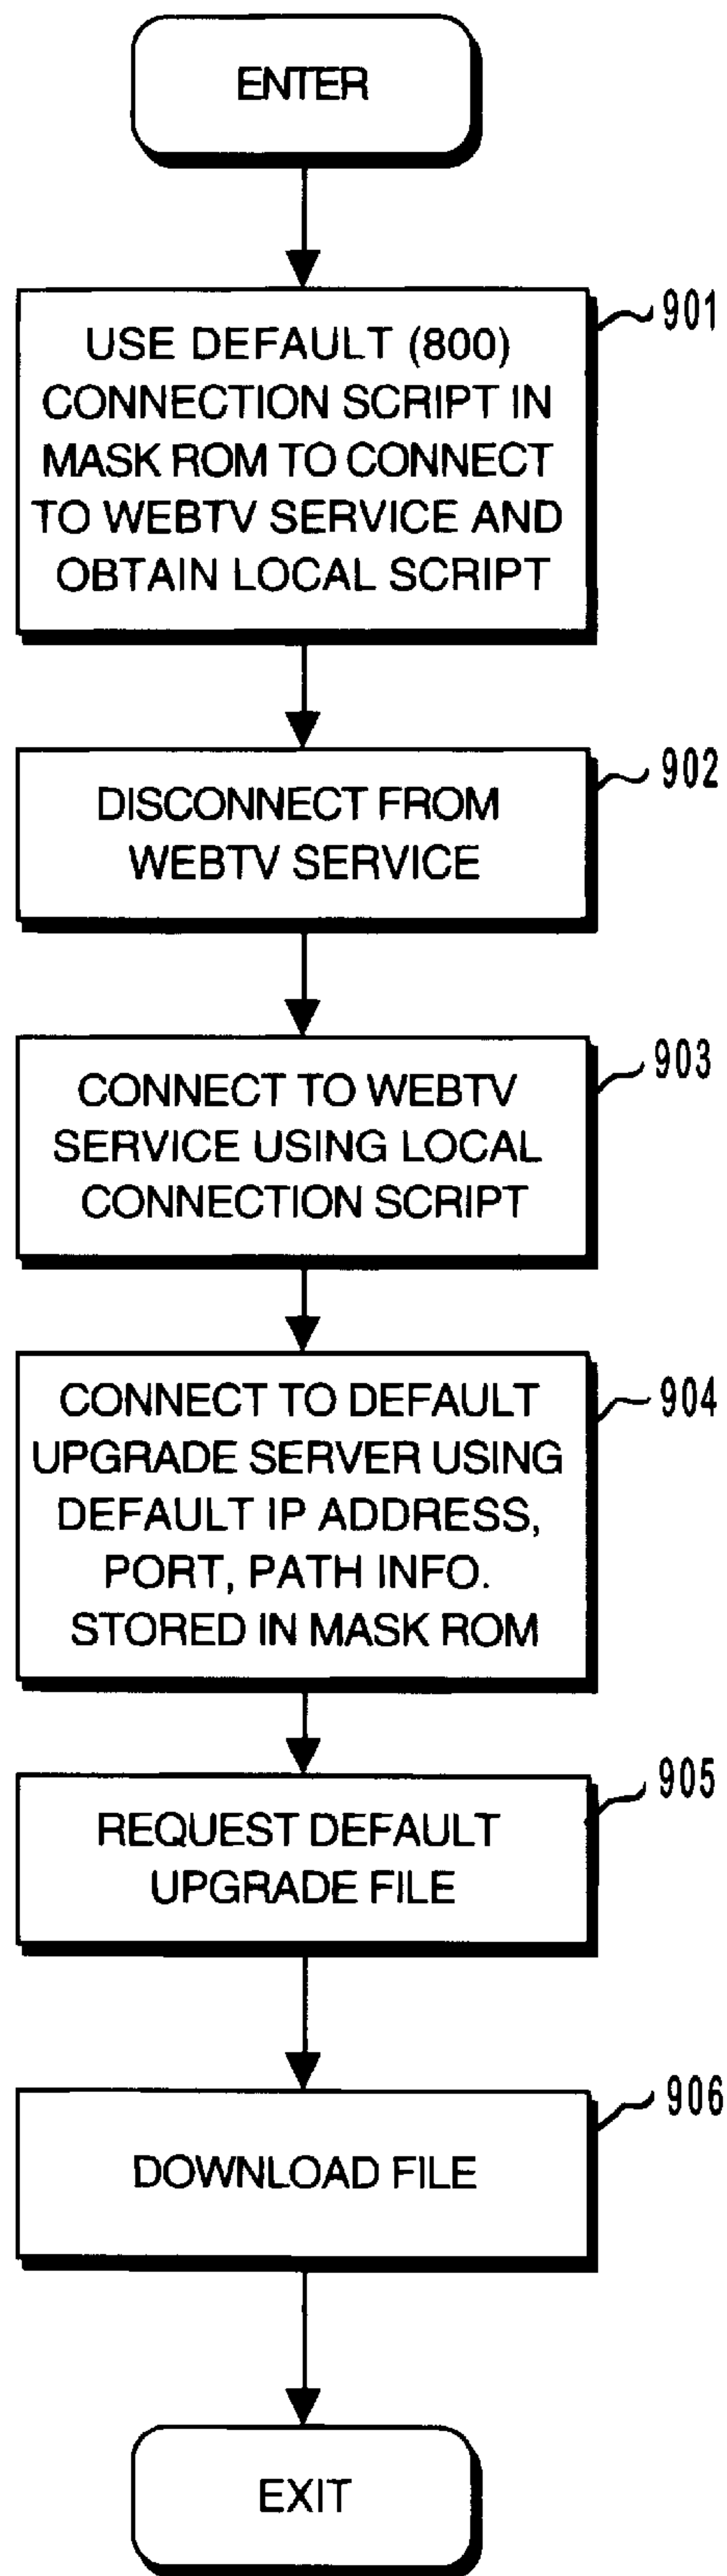 ENTER
901
USE DEFAULT (800)
CONNECTION SCRIPT IN
MASK ROM TO CONNECT
TO WEBTV SERVICE AND
OBTAIN LOCAL SCRIPT
902
DISCONNECT FROM
WEBTV SERVICE
903
CONNECT TO WEBTV
SERVICE USING LOCAL
CONNECTION SCRIPT
904
CONNECT TO DEFAULT
UPGRADE SERVER USING
DEFAULT IP ADDRESS,
PORT, PATH INFO.
STORED IN MASK ROM
905
REQUEST DEFAULT
UPGRADE FILE
906
DOWNLOAD FILE
EXIT